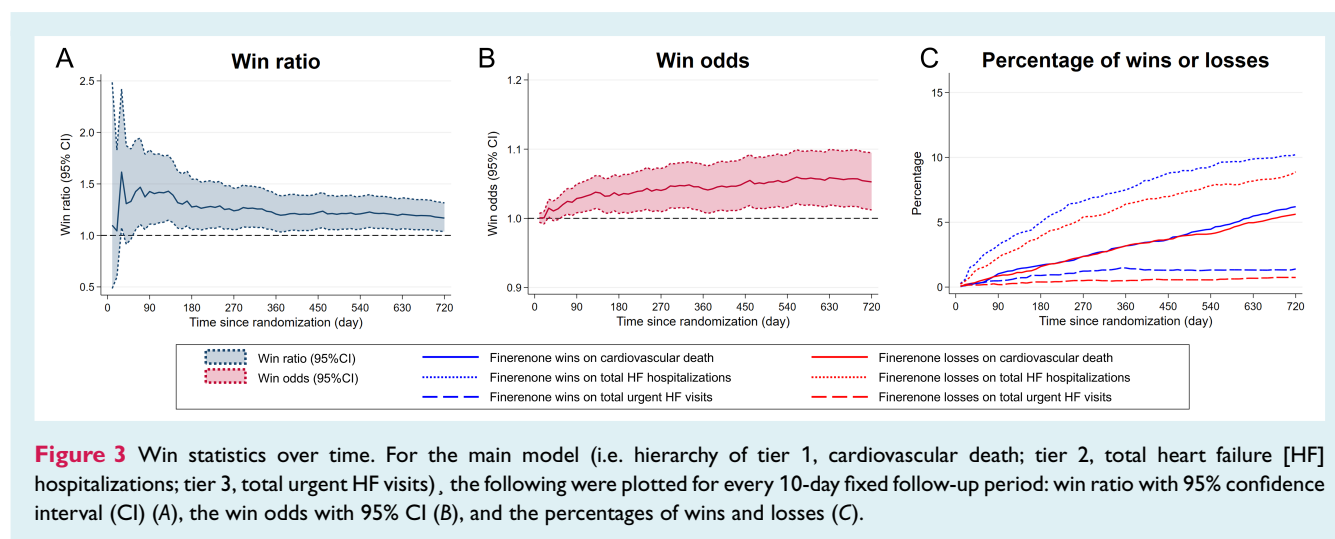 A
Win ratio
2.5
2.0
1.5
1.0
0.5
Win ratio (95% CI)
0 90 180 270 360 450 540 630 720
Time since randomization (day)
B
Win odds
1.2
1.1
1.0
0.9
Win odds (95% CI)
0 90 180 270 360 450 540 630 720
Time since randomization (day)
C
Percentage of wins or losses
15
10
5
0
Percentage
0 90 180 270 360 450 540 630 720
Time since randomization (day)
Win ratio (95%CI)
Win odds (95%CI)
Finerenone wins on cardiovascular death
Finerenone wins on total HF hospitalizations
Finerenone wins on total urgent HF visits
Finerenone losses on cardiovascular death
Finerenone losses on total HF hospitalizations
Finerenone losses on total urgent HF visits
Figure 3 Win statistics over time. For the main model (i.e. hierarchy of tier 1, cardiovascular death; tier 2, total heart failure [HF]
hospitalizations; tier 3, total urgent HF visits)¸ the following were plotted for every 10-day fixed follow-up period: win ratio with 95% confidence
interval (CI) (A), the win odds with 95% CI (B), and the percentages of wins and losses (C).